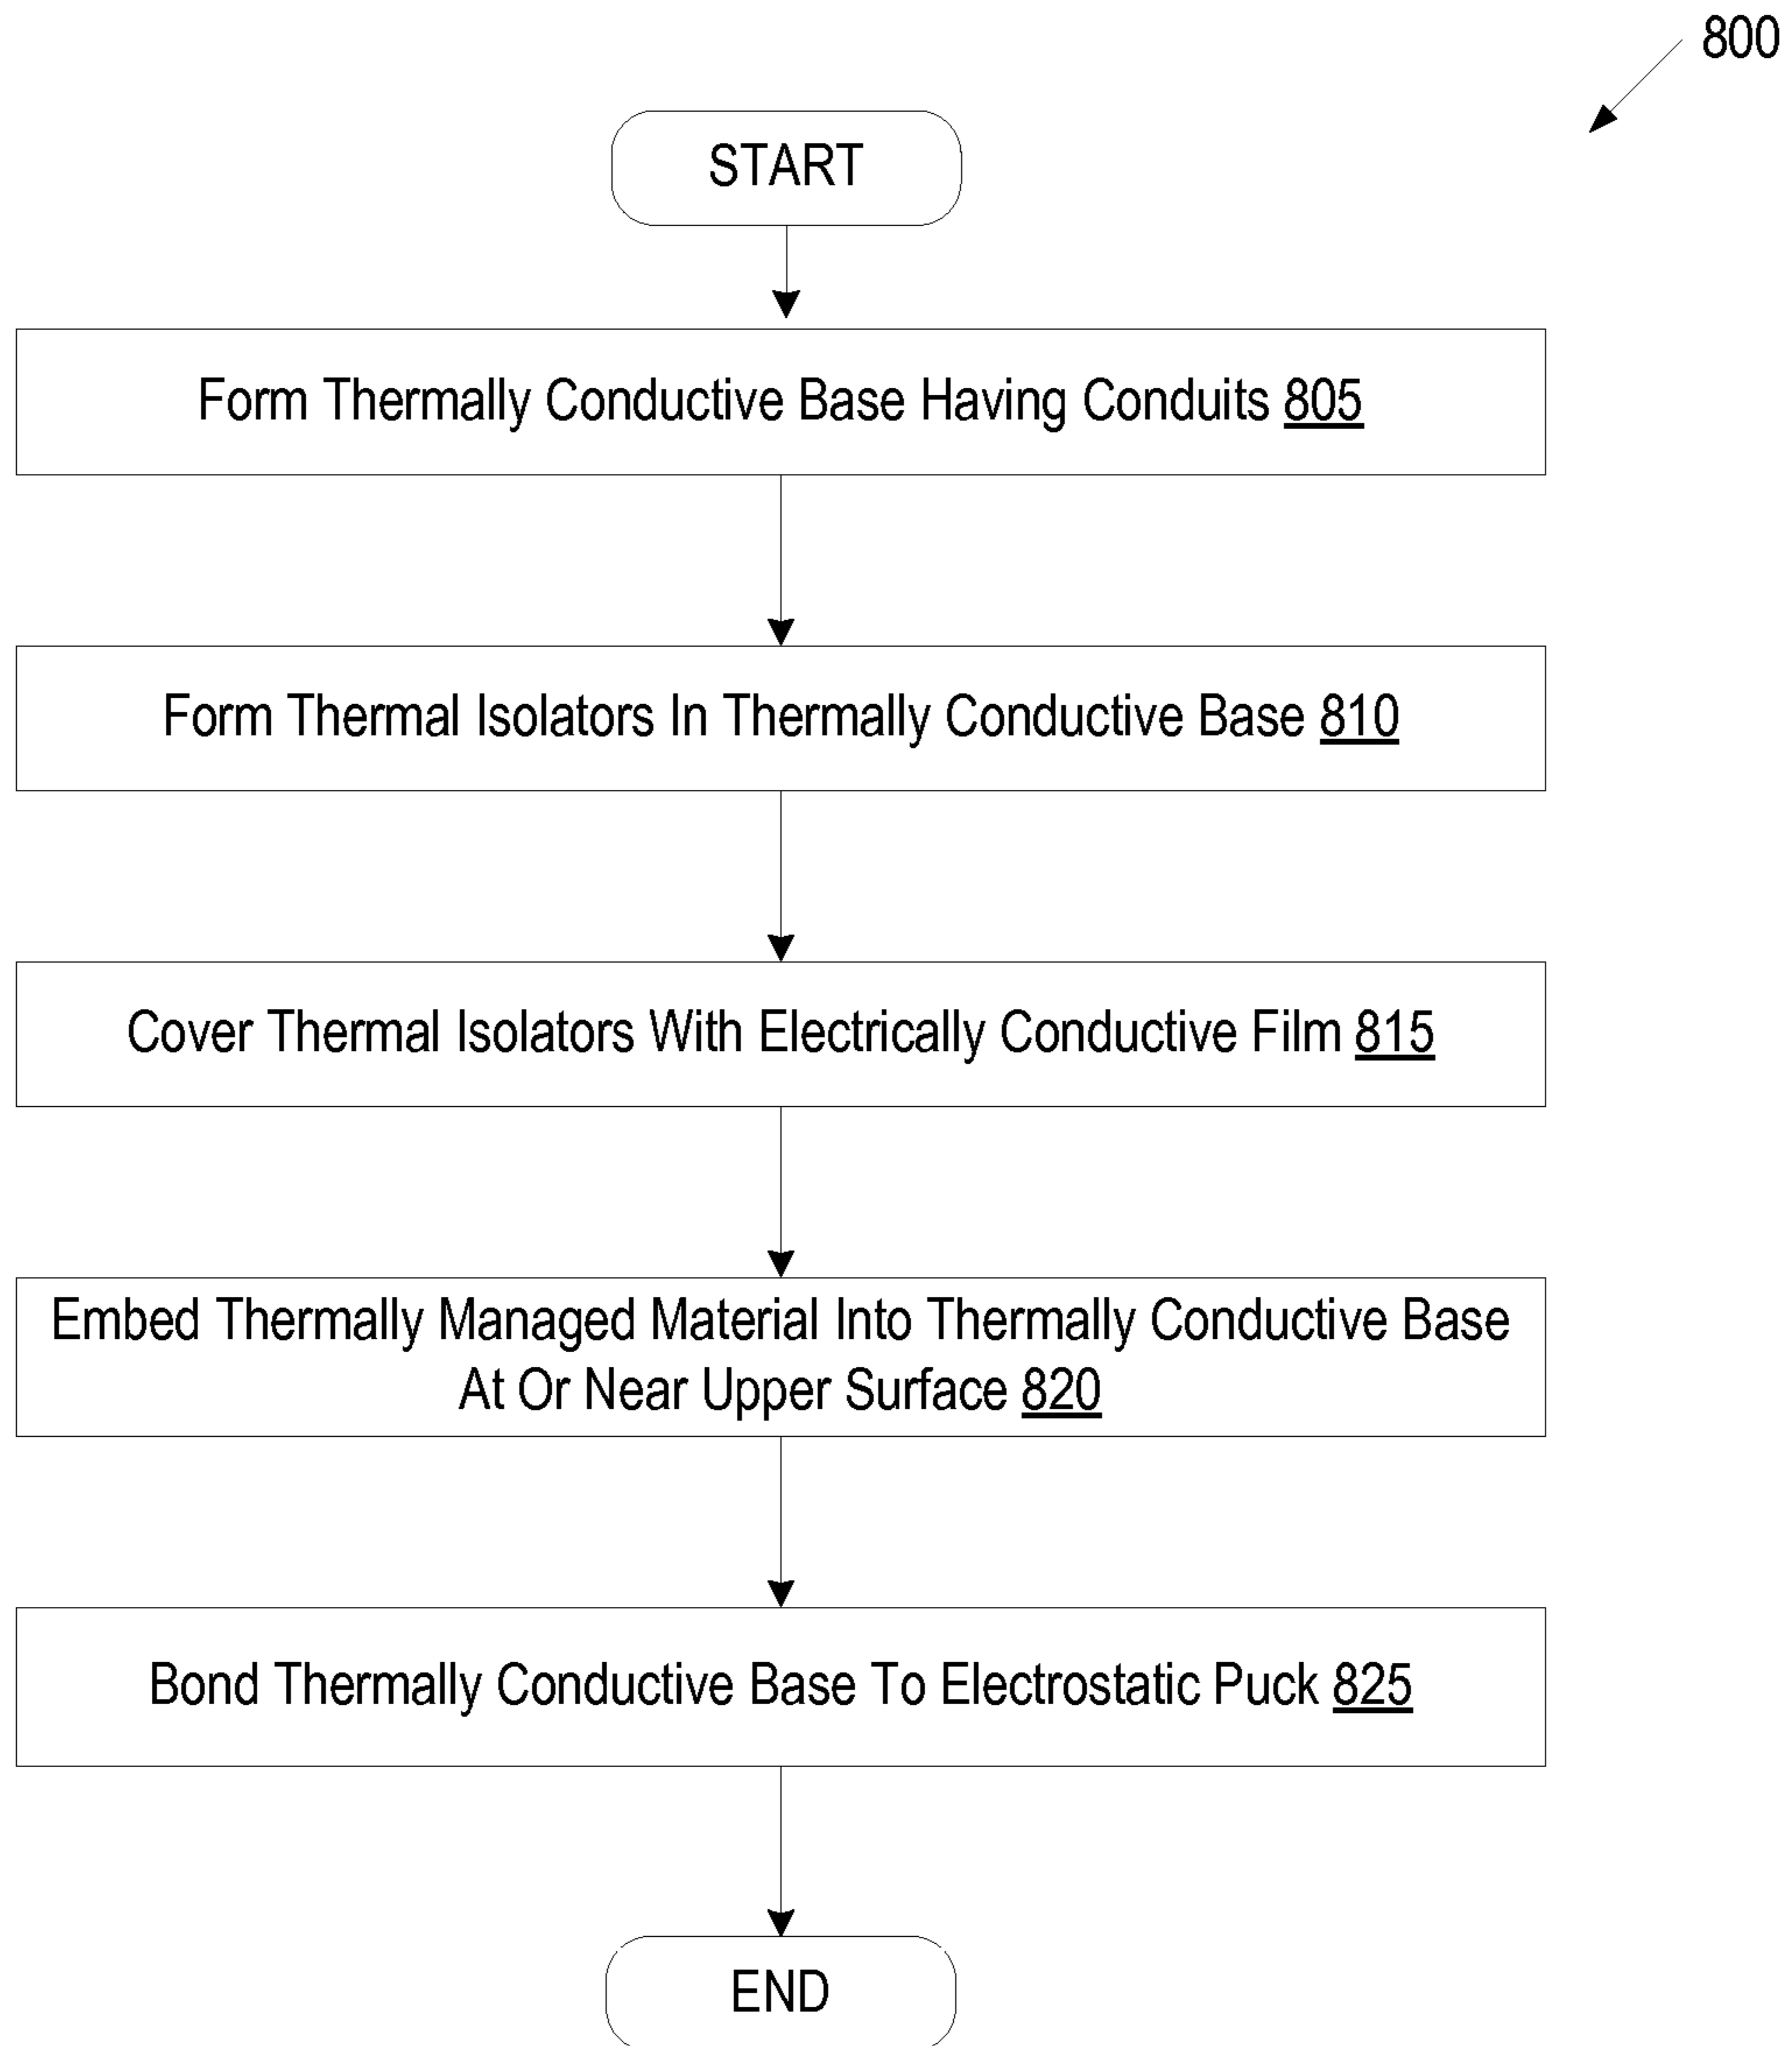 800
START
Form Thermally Conductive Base Having Conduits 805
Form Thermal Isolators In Thermally Conductive Base 810
Cover Thermal Isolators With Electrically Conductive Film 815
Embed Thermally Managed Material Into Thermally Conductive Base
At Or Near Upper Surface 820
Bond Thermally Conductive Base To Electrostatic Puck 825
END